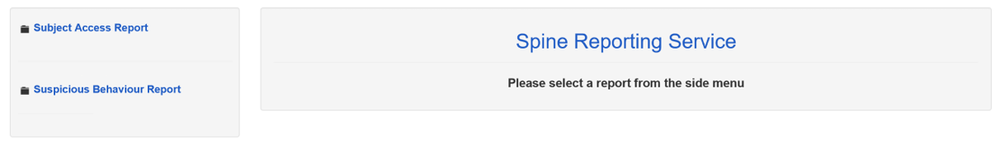 Subject Access Report
Suspicious Behaviour Report
Spine Reporting Service
Please select a report from the side menu